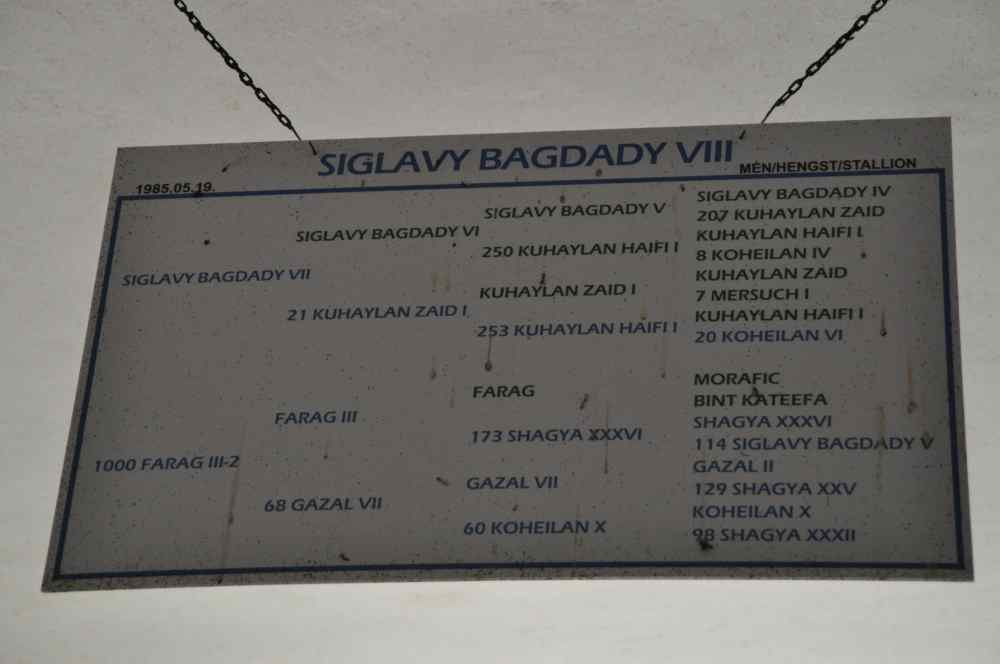 SIGLAVY BAGDADY VIII
MÉN/HENGST/STALLION
1985.05.19.
SIGLAVY BAGDADY VII
1000 FARAG III-2
SIGLAVY BAGDADY VI
21 KUHAYLAN ZAID I
FARAG III
68 GAZAL VII
SIGLAVY BAGDADY V
250 KUHAYLAN HAIFI I
KUHAYLAN ZAID I
253 KUHAYLAN HAIFI I
FARAG
173 SHAGYA XXXVI
GAZAL VII
60 KOHEILAN X
SIGLAVY BAGDADY IV
207 KUHAYLAN ZAID
KUHAYLAN HAIFI I
8 KOHEILAN IV
KUHAYLAN ZAID
7 MERSUCH I
KUHAYLAN HAIFI I
20 KOHEILAN VI
MORAFIC
BINT KATEEFA
SHAGYA XXXVI
114 SIGLAVY BAGDADY V
GAZAL II
129 SHAGYA XXV
KOHEILAN X
98 SHAGYA XXXII